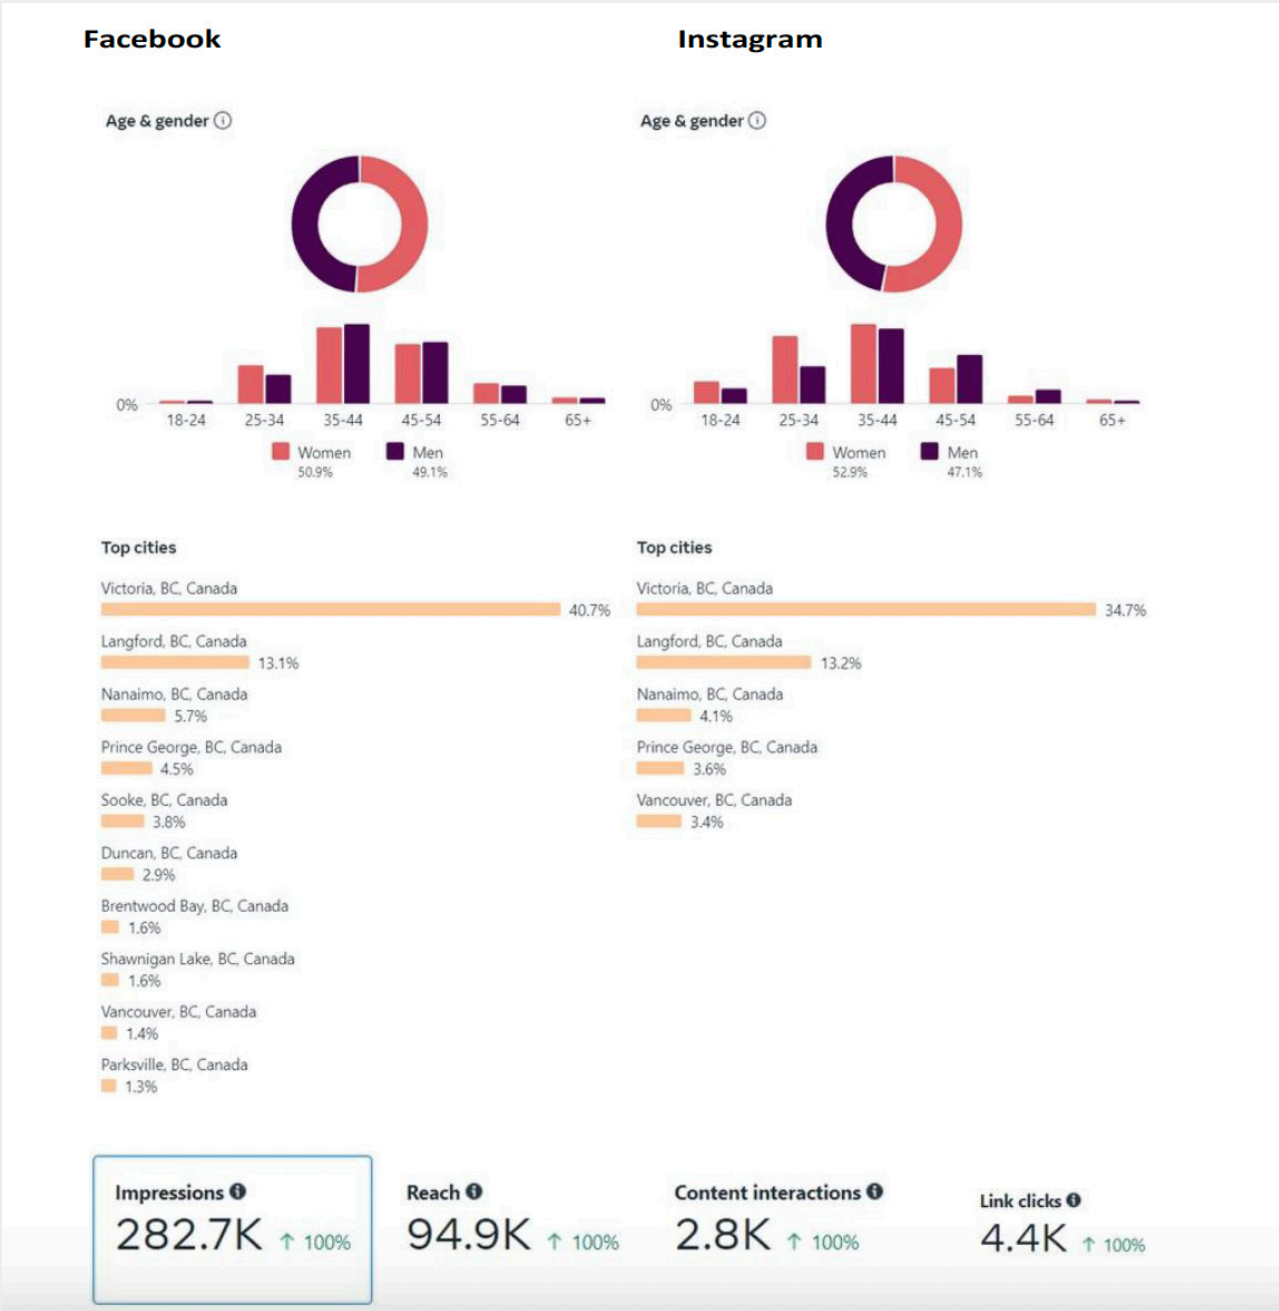 Facebook
Instagram
Age & gender
Age & gender
0%
18-24 25-34 35-44 45-54 55-64 65+
Women
50.9%
Men
49.1%
0%
18-24 25-34 35-44 45-54 55-64 65+
Women
52.9%
Men
47.1%
Top cities
Victoria, BC, Canada
40.7%
Langford, BC, Canada
13.1%
Nanaimo, BC, Canada
5.7%
Prince George, BC, Canada
4.5%
Sooke, BC, Canada
3.8%
Duncan, BC, Canada
2.9%
Brentwood Bay, BC, Canada
1.6%
Shawnigan Lake, BC, Canada
1.6%
Vancouver, BC, Canada
1.4%
Parksville, BC, Canada
1.3%
Top cities
Victoria, BC, Canada
34.7%
Langford, BC, Canada
13.2%
Nanaimo, BC, Canada
4.1%
Prince George, BC, Canada
3.6%
Vancouver, BC, Canada
3.4%
Impressions
282.7K ↑ 100%
Reach
94.9K ↑ 100%
Content interactions
2.8K ↑ 100%
Link clicks
4.4K ↑ 100%